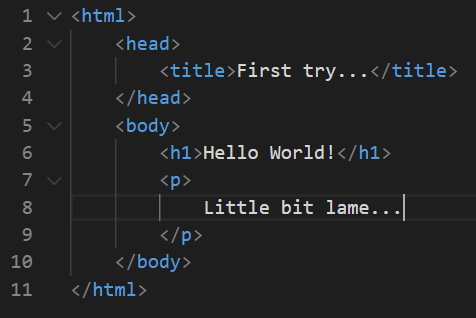 1 <html>
2 <head>
3 <title>First try...</title>
4 </head>
5 <body>
6 <h1>Hello World!</h1>
7 <p>
8 Little bit lame...
9 </p>
10 </body>
11 </html>